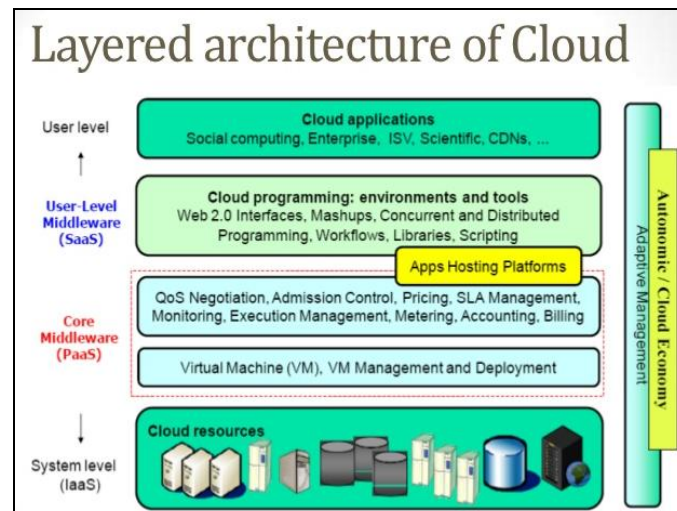 Layered architecture of Cloud
User level
Cloud applications
Social computing, Enterprise, ISV, Scientific, CDNs, ...
User-Level
Middleware
(SaaS)
Cloud programming: environments and tools
Web 2.0 Interfaces, Mashups, Concurrent and Distributed
Programming, Workflows, Libraries, Scripting
Apps Hosting Platforms
Core
Middleware
(PaaS)
QoS Negotiation, Admission Control, Pricing, SLA Management,
Monitoring, Execution Management, Metering, Accounting, Billing
Virtual Machine (VM), VM Management and Deployment
System level
(IaaS)
Cloud resources
Adaptive Management
Autonomic / Cloud Economy